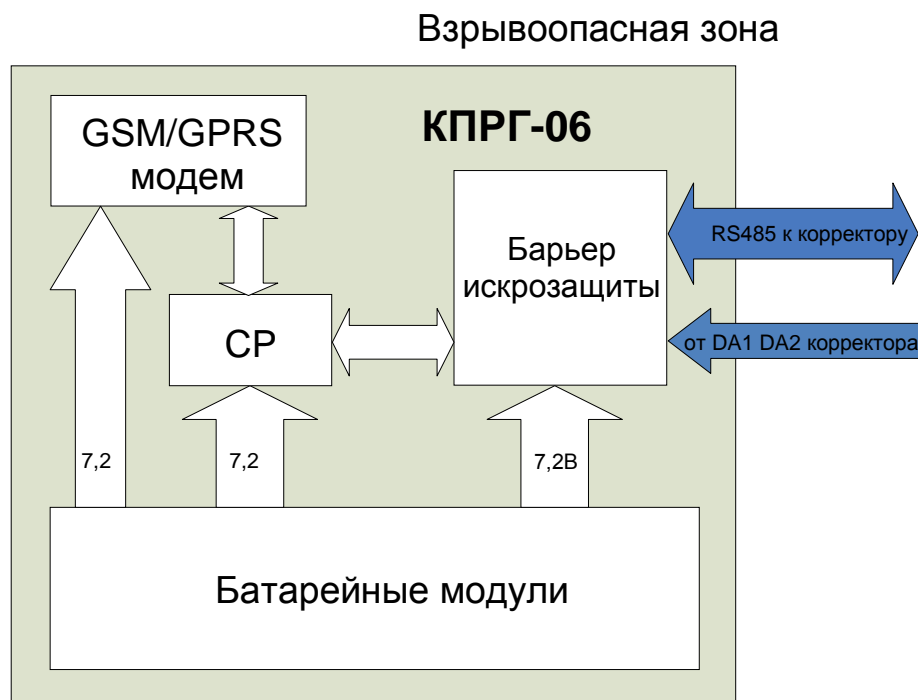 Взрывоопасная зона
GSM/GPRS
модем
КПРГ-06
Барьер
искрозащиты
RS485 к корректору
СР
от DA1 DA2 корректора
7,2
7,2
7,2В
Батарейные модули